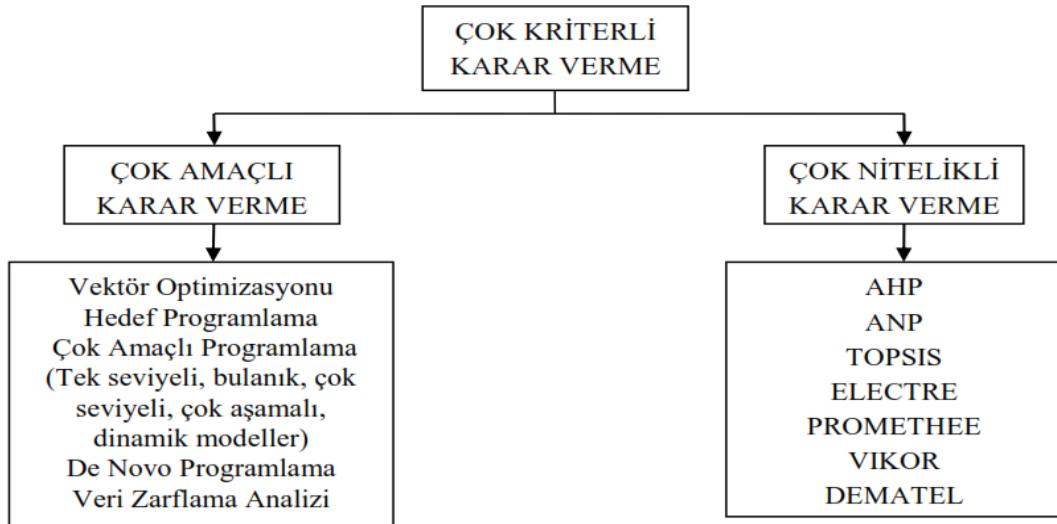 ÇOK KRİTERLİ
KARAR VERME
ÇOK AMAÇLI
KARAR VERME
ÇOK NİTELİKLİ
KARAR VERME
Vektör Optimizasyonu
Hedef Programlama
Çok Amaçlı Programlama
(Tek seviyeli, bulanık, çok
seviyeli, çok aşamalı,
dinamik modeller)
De Novo Programlama
Veri Zarflama Analizi
AHP
ANP
TOPSIS
ELECTRE
PROMETHEE
VIKOR
DEMATEL